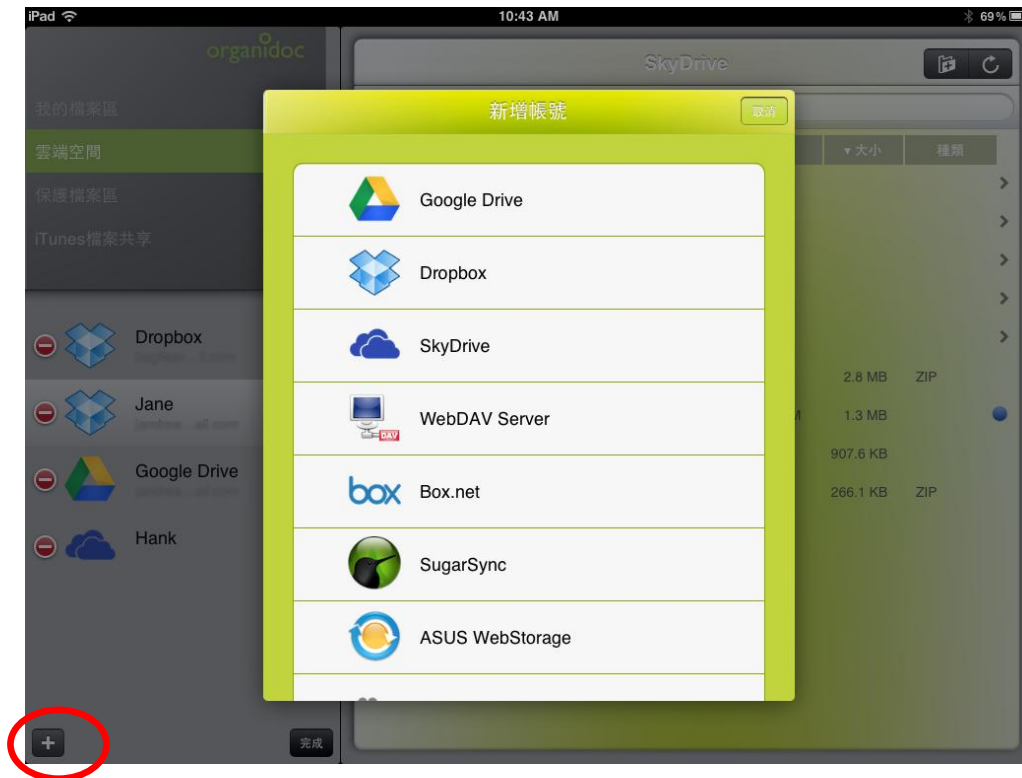 iPad 10:43 AM 69%
organidoc
SkyDrive
我的檔案區
新增帳號 取消
雲端空間
▾大小 種類
保護檔案區
iTunes檔案共享
Google Drive
Dropbox
SkyDrive
WebDAV Server
DAV
box Box.net
SugarSync
ASUS WebStorage
Dropbox
Jane
Google Drive
Hank
2.8 MB ZIP
1.3 MB
907.6 KB
266.1 KB ZIP
完成